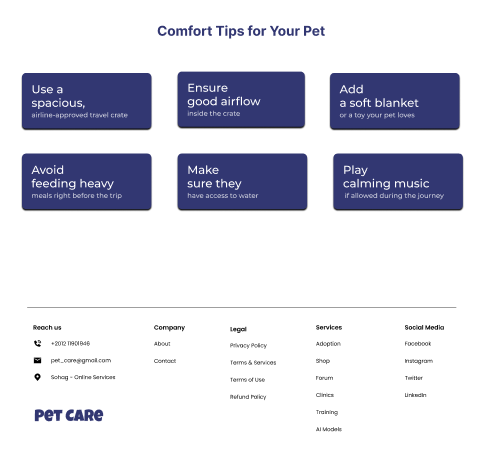 Comfort Tips for Your Pet
Use a
spacious,
airline-approved travel crate
Ensure
good airflow
inside the crate
Add
a soft blanket
or a toy your pet loves
Avoid
feeding heavy
meals right before the trip
Make
sure they
have access to water
Play
calming music
if allowed during the journey
Reach us
+2012 11901946
pet_care@gmail.com
Sohag - Online Services
PeT CaRe
Company
About
Contact
Legal
Privacy Policy
Terms & Services
Terms of Use
Refund Policy
Services
Adoption
Shop
Forum
Clinics
Training
AI Models
Social Media
Facebook
Instagram
Twitter
LinkedIn